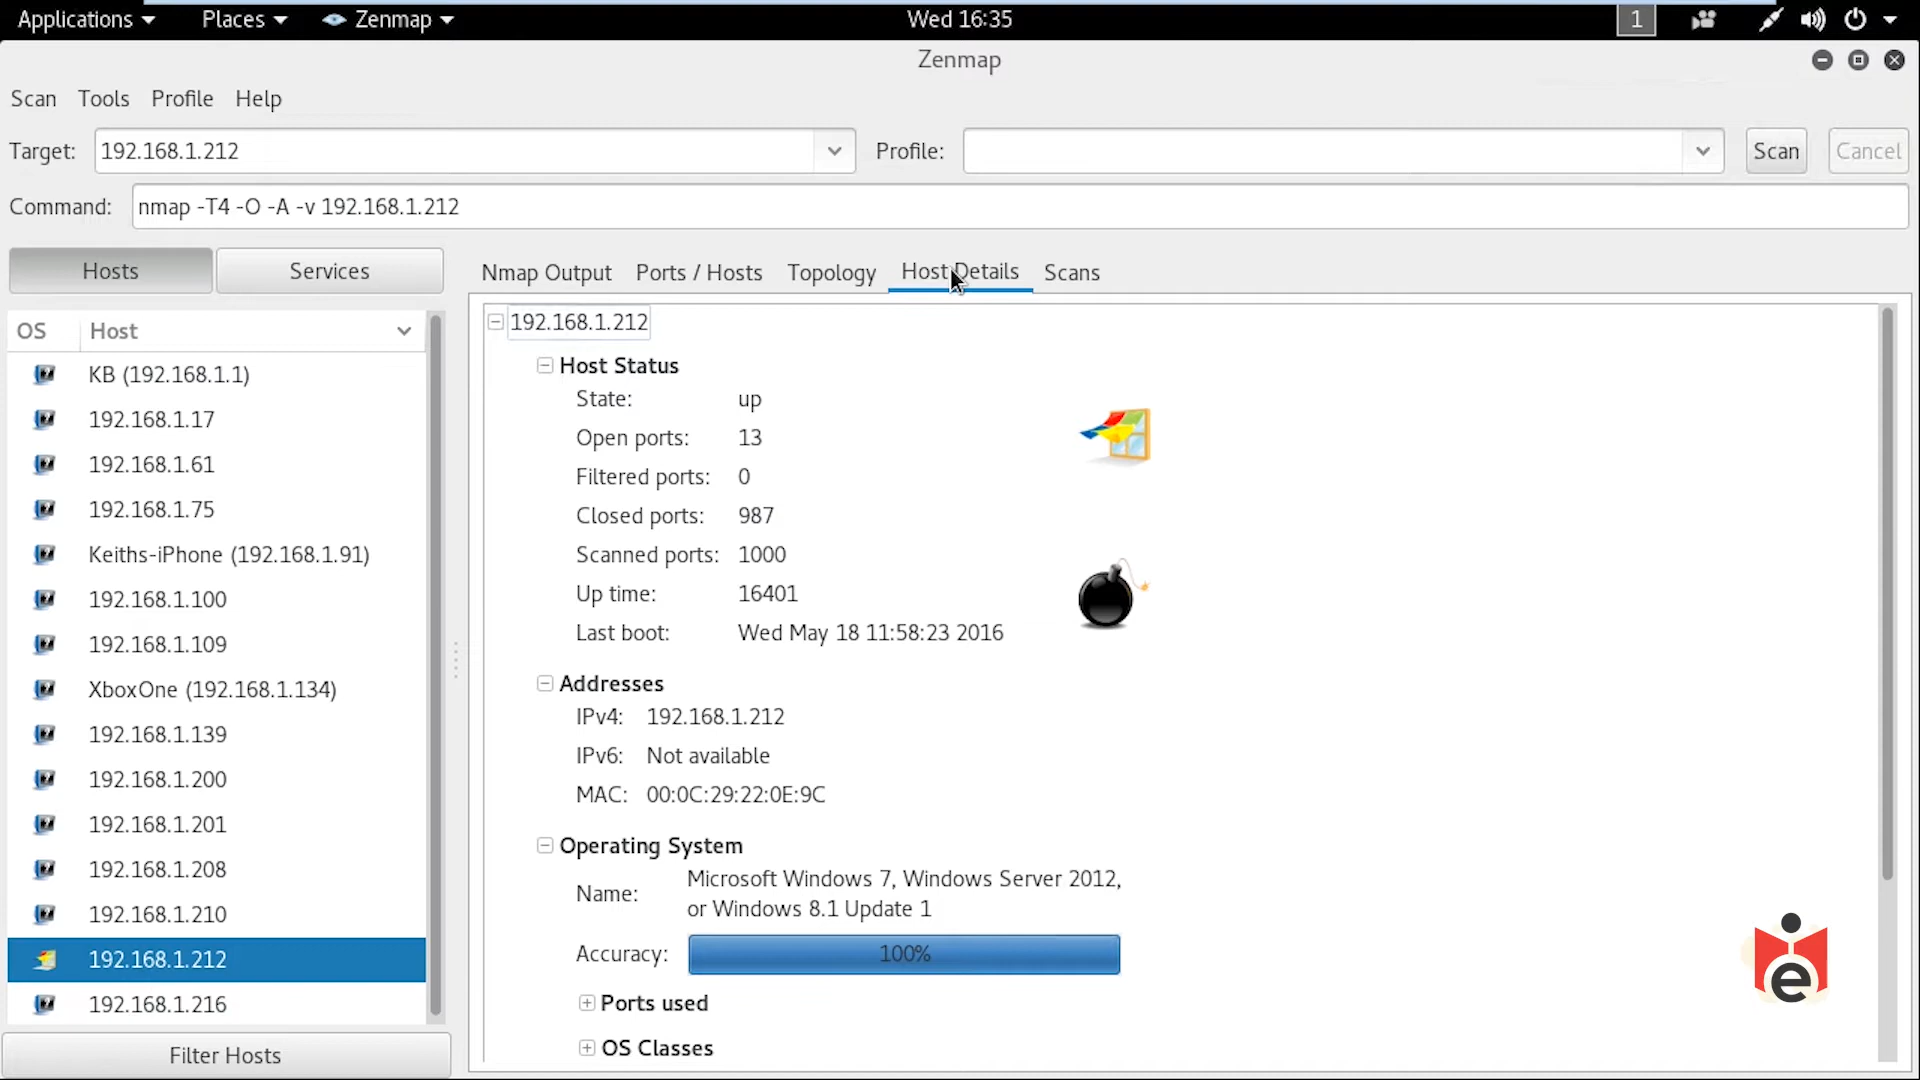 Applications Places Zenmap Wed 16:35 1
Zenmap
Scan Tools Profile Help
Target: 192.168.1.212 Profile: Scan Cancel
Command: nmap -T4 -O -A -v 192.168.1.212
Hosts Services Nmap Output Ports / Hosts Topology Host Details Scans
OS Host
KB (192.168.1.1)
192.168.1.17
192.168.1.61
192.168.1.75
Keiths-iPhone (192.168.1.91)
192.168.1.100
192.168.1.109
XboxOne (192.168.1.134)
192.168.1.139
192.168.1.200
192.168.1.201
192.168.1.208
192.168.1.210
192.168.1.212
192.168.1.216
Filter Hosts
192.168.1.212
Host Status
State: up
Open ports: 13
Filtered ports: 0
Closed ports: 987
Scanned ports: 1000
Up time: 16401
Last boot: Wed May 18 11:58:23 2016
Addresses
IPv4: 192.168.1.212
IPv6: Not available
MAC: 00:0C:29:22:0E:9C
Operating System
Name: Microsoft Windows 7, Windows Server 2012,
or Windows 8.1 Update 1
Accuracy: 100%
Ports used
OS Classes
e